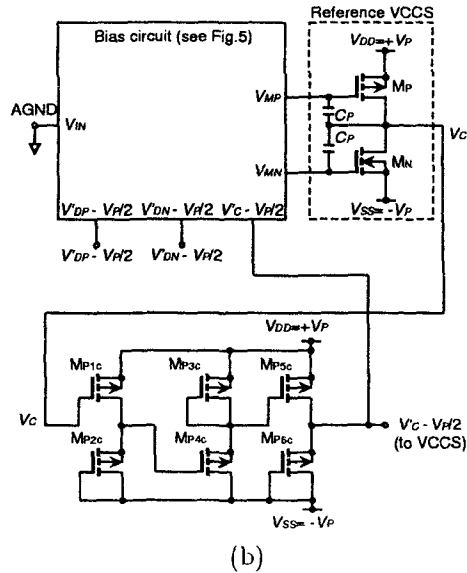 Reference VCCS
Bias circuit (see Fig.5)
VDD=+VP
MP
VMP
AGND
VIN
CP
CP
VC
VMN
MN
V'DP - VP/2 V'DN - VP/2 V'C - VP/2
VSS= -VP
V'DP - VP/2 V'DN - VP/2
VDD=+VP
MP1c
MP3c
MP5c
VC
V'C - VP/2
(to VCCS)
MP2c
MP4c
MP6c
VSS= -VP
(b)